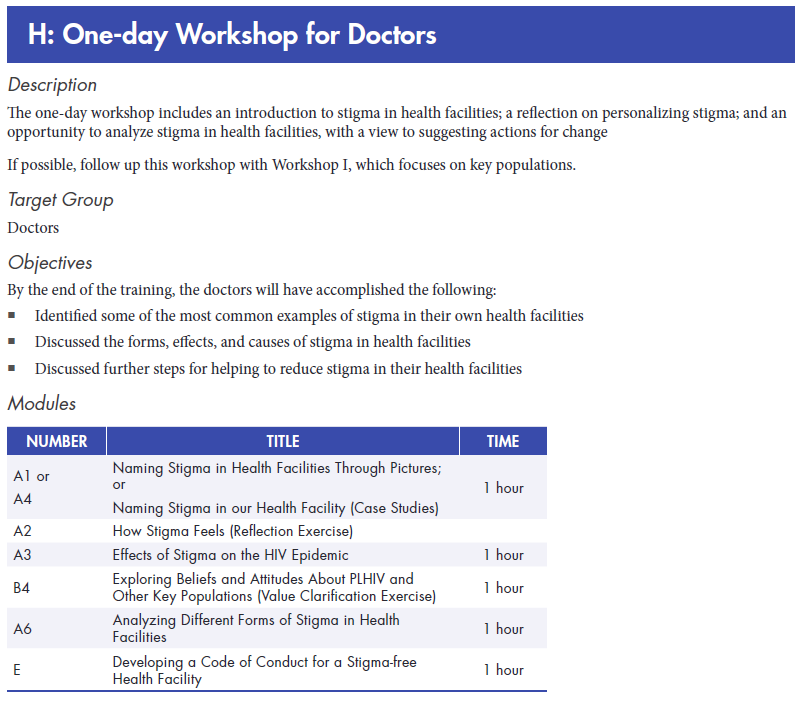 H: One-day Workshop for Doctors
Description
The one-day workshop includes an introduction to stigma in health facilities; a reflection on personalizing stigma; and an
opportunity to analyze stigma in health facilities, with a view to suggesting actions for change
If possible, follow up this workshop with Workshop I, which focuses on key populations.
Target Group
Doctors
Objectives
By the end of the training, the doctors will have accomplished the following:
▪ Identified some of the most common examples of stigma in their own health facilities
▪ Discussed the forms, effects, and causes of stigma in health facilities
▪ Discussed further steps for helping to reduce stigma in their health facilities
Modules
NUMBER TITLE TIME
A1 or
A4
Naming Stigma in Health Facilities Through Pictures;
or
Naming Stigma in our Health Facility (Case Studies)
1 hour
A2 How Stigma Feels (Reflection Exercise)
A3 Effects of Stigma on the HIV Epidemic 1 hour
B4
Exploring Beliefs and Attitudes About PLHIV and
Other Key Populations (Value Clarification Exercise)
1 hour
A6
Analyzing Different Forms of Stigma in Health
Facilities
1 hour
E
Developing a Code of Conduct for a Stigma-free
Health Facility
1 hour